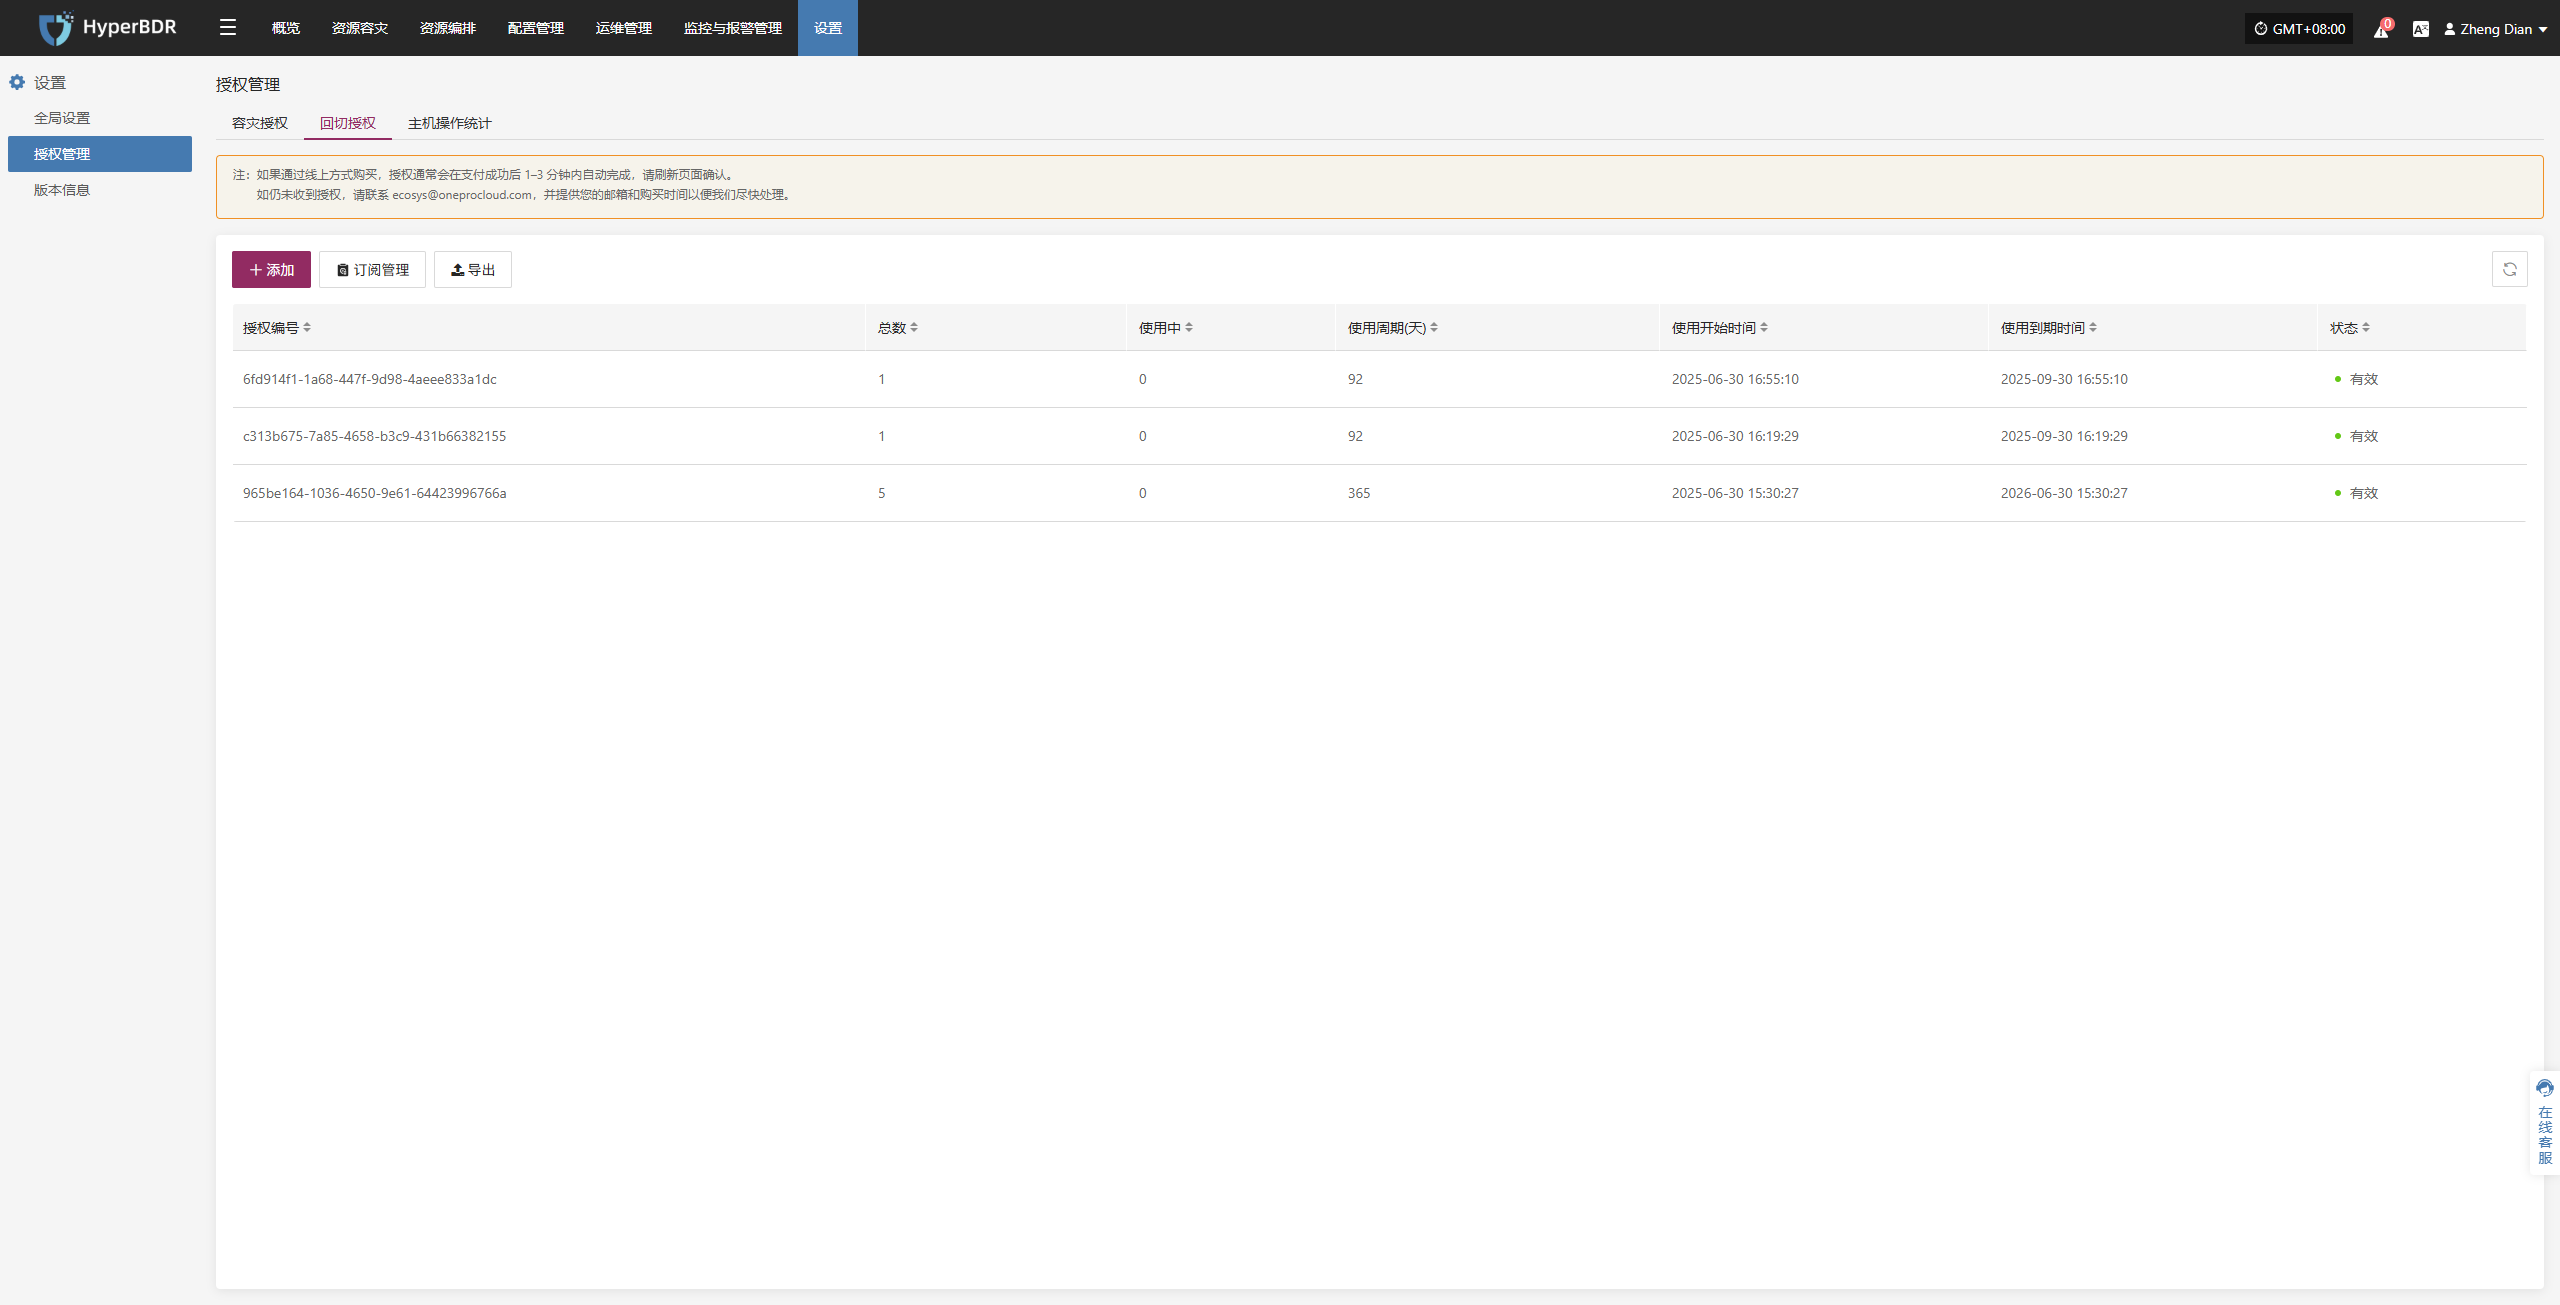 HyperBDR 概览 资源容灾 资源编排 配置管理 运维管理 监控与报警管理 设置 GMT+08:00 0 Zheng Dian
设置
全局设置
授权管理
版本信息
授权管理
容灾授权 回切授权 主机操作统计
注：如果通过线上方式购买，授权通常会在支付成功后 1–3 分钟内自动完成，请刷新页面确认。
如仍未收到授权，请联系 ecosys@oneprocloud.com，并提供您的邮箱和购买时间以便我们尽快处理。
添加 订阅管理 导出
授权编号 总数 使用中 使用周期(天) 使用开始时间 使用到期时间 状态
6fd914f1-1a68-447f-9d98-4aeee833a1dc 1 0 92 2025-06-30 16:55:10 2025-09-30 16:55:10 有效
c313b675-7a85-4658-b3c9-431b66382155 1 0 92 2025-06-30 16:19:29 2025-09-30 16:19:29 有效
965be164-1036-4650-9e61-64423996766a 5 0 365 2025-06-30 15:30:27 2026-06-30 15:30:27 有效
在线客服